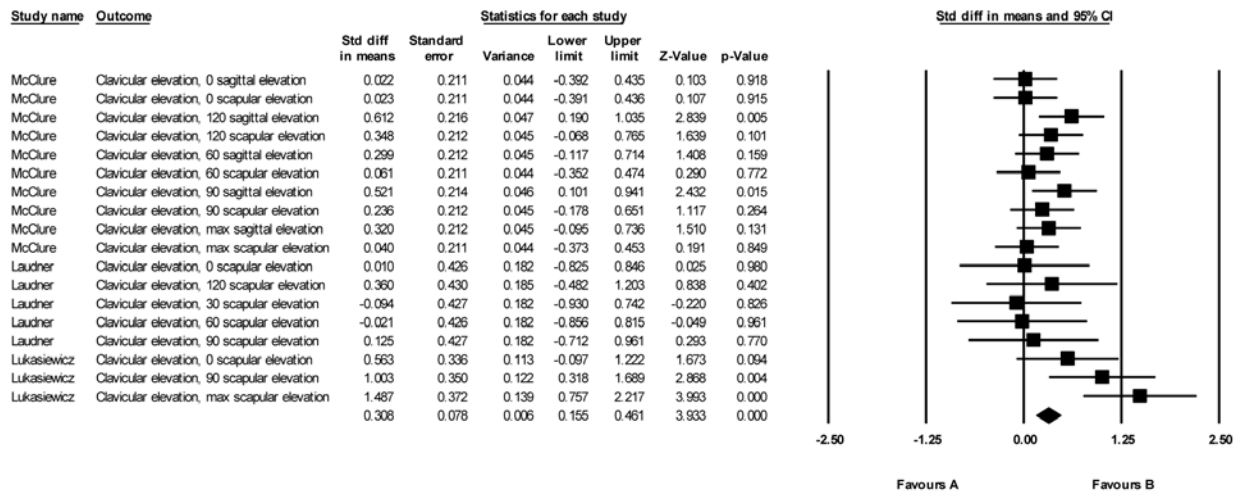 Study name Outcome Statistics for each study Std diff in means and 95% CI
Std diff in means Standard error Variance Lower limit Upper limit Z-Value p-Value
McClure Clavicular elevation, 0 sagittal elevation 0.022 0.211 0.044 -0.392 0.435 0.103 0.918
McClure Clavicular elevation, 0 scapular elevation 0.023 0.211 0.044 -0.391 0.436 0.107 0.915
McClure Clavicular elevation, 120 sagittal elevation 0.612 0.216 0.047 0.190 1.035 2.839 0.005
McClure Clavicular elevation, 120 scapular elevation 0.348 0.212 0.045 -0.068 0.765 1.639 0.101
McClure Clavicular elevation, 60 sagittal elevation 0.299 0.212 0.045 -0.117 0.714 1.408 0.159
McClure Clavicular elevation, 60 scapular elevation 0.061 0.211 0.044 -0.352 0.474 0.290 0.772
McClure Clavicular elevation, 90 sagittal elevation 0.521 0.214 0.046 0.101 0.941 2.432 0.015
McClure Clavicular elevation, 90 scapular elevation 0.236 0.212 0.045 -0.178 0.651 1.117 0.264
McClure Clavicular elevation, max sagittal elevation 0.320 0.212 0.045 -0.095 0.736 1.510 0.131
McClure Clavicular elevation, max scapular elevation 0.040 0.211 0.044 -0.373 0.453 0.191 0.849
Laudner Clavicular elevation, 0 scapular elevation 0.010 0.426 0.182 -0.825 0.846 0.025 0.980
Laudner Clavicular elevation, 120 scapular elevation 0.360 0.430 0.185 -0.482 1.203 0.838 0.402
Laudner Clavicular elevation, 30 scapular elevation -0.094 0.427 0.182 -0.930 0.742 -0.220 0.826
Laudner Clavicular elevation, 60 scapular elevation -0.021 0.426 0.182 -0.856 0.815 -0.049 0.961
Laudner Clavicular elevation, 90 scapular elevation 0.125 0.427 0.182 -0.712 0.961 0.293 0.770
Lukasiewicz Clavicular elevation, 0 scapular elevation 0.563 0.336 0.113 -0.097 1.222 1.673 0.094
Lukasiewicz Clavicular elevation, 90 scapular elevation 1.003 0.350 0.122 0.318 1.689 2.868 0.004
Lukasiewicz Clavicular elevation, max scapular elevation 1.487 0.372 0.139 0.757 2.217 3.993 0.000
0.308 0.078 0.006 0.155 0.461 3.933 0.000
-2.50 -1.25 0.00 1.25 2.50
Favours A Favours B